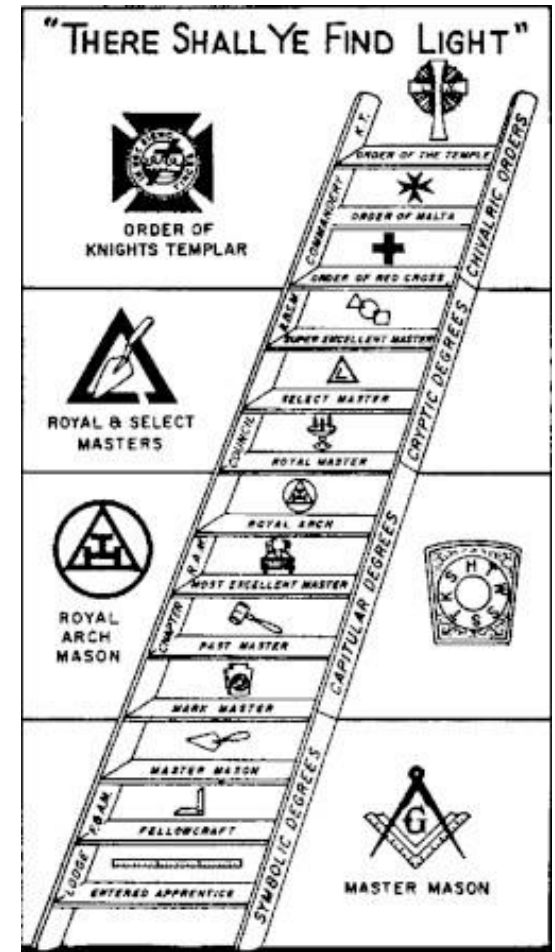 "THERE SHALL YE FIND LIGHT"
ORDER OF
KNIGHTS TEMPLAR
K.T.
ORDER OF THE TEMPLE
COMMANDERY
ORDER OF MALTA
ORDER OF RED CROSS
CHIVALRIC ORDERS
ROYAL & SELECT
MASTERS
SUPER EXCELLENT MASTER
SELECT MASTER
COUNCIL
ROYAL MASTER
CRYPTIC DEGREES
ROYAL
ARCH
MASON
ROYAL ARCH
R.A.M.
MOST EXCELLENT MASTER
CHAPTER
PAST MASTER
MARK MASTER
CAPITULAR DEGREES
MASTER MASON
F. & A.M.
FELLOWCRAFT
LODGE
ENTERED APPRENTICE
SYMBOLIC DEGREES
G
MASTER MASON